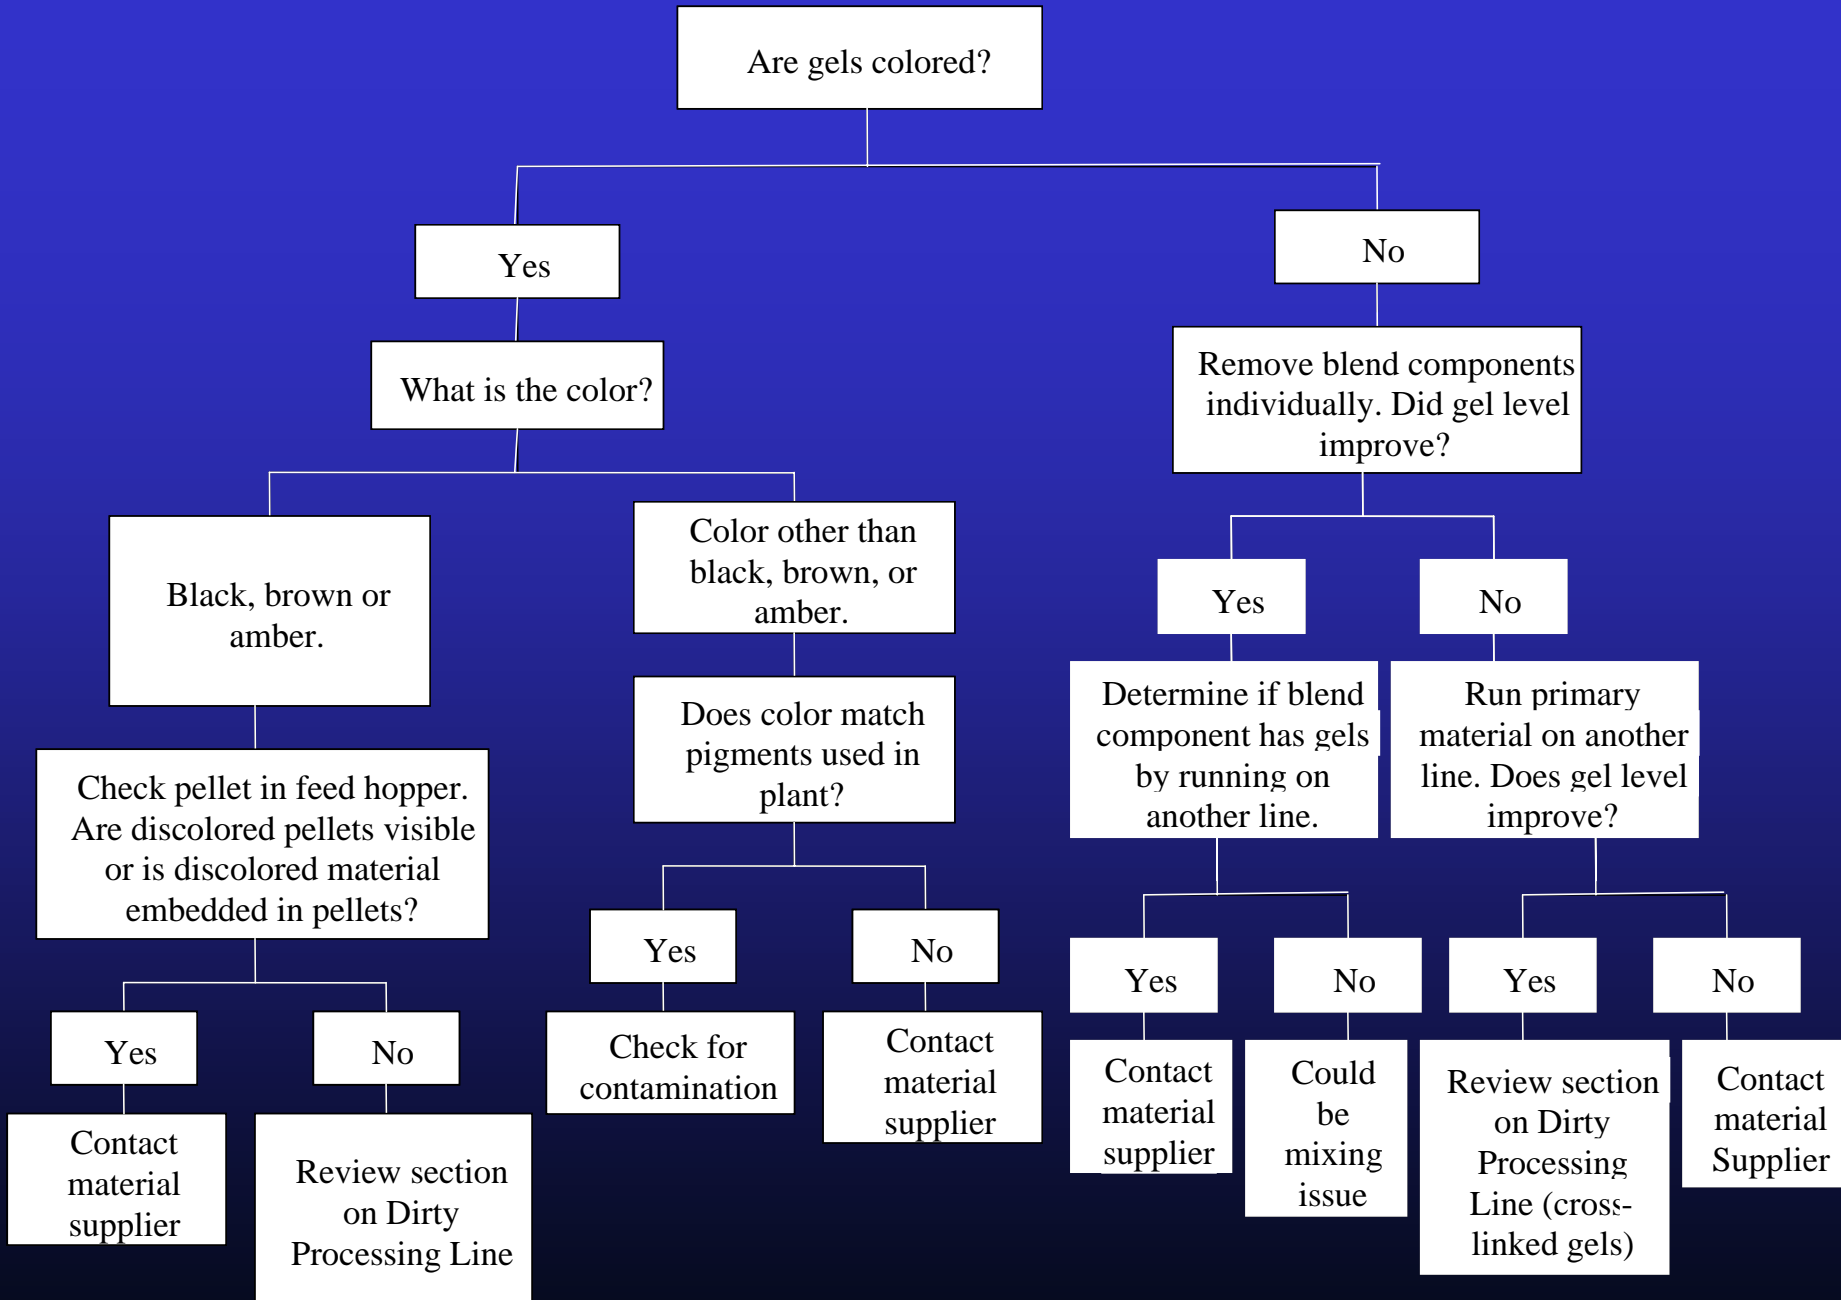 Are gels colored?
Yes
No
What is the color?
Remove blend components
individually. Did gel level
improve?
Black, brown or
amber.
Color other than
black, brown, or
amber.
Yes
No
Check pellet in feed hopper.
Are discolored pellets visible
or is discolored material
embedded in pellets?
Does color match
pigments used in
plant?
Determine if blend
component has gels
by running on
another line.
Run primary
material on another
line. Does gel level
improve?
Yes
No
Yes
No
Yes
No
Yes
No
Contact
material
supplier
Review section
on Dirty
Processing Line
Check for
contamination
Contact
material
supplier
Contact
material
supplier
Could
be
mixing
issue
Review section
on Dirty
Processing
Line (cross-
linked gels)
Contact
material
Supplier